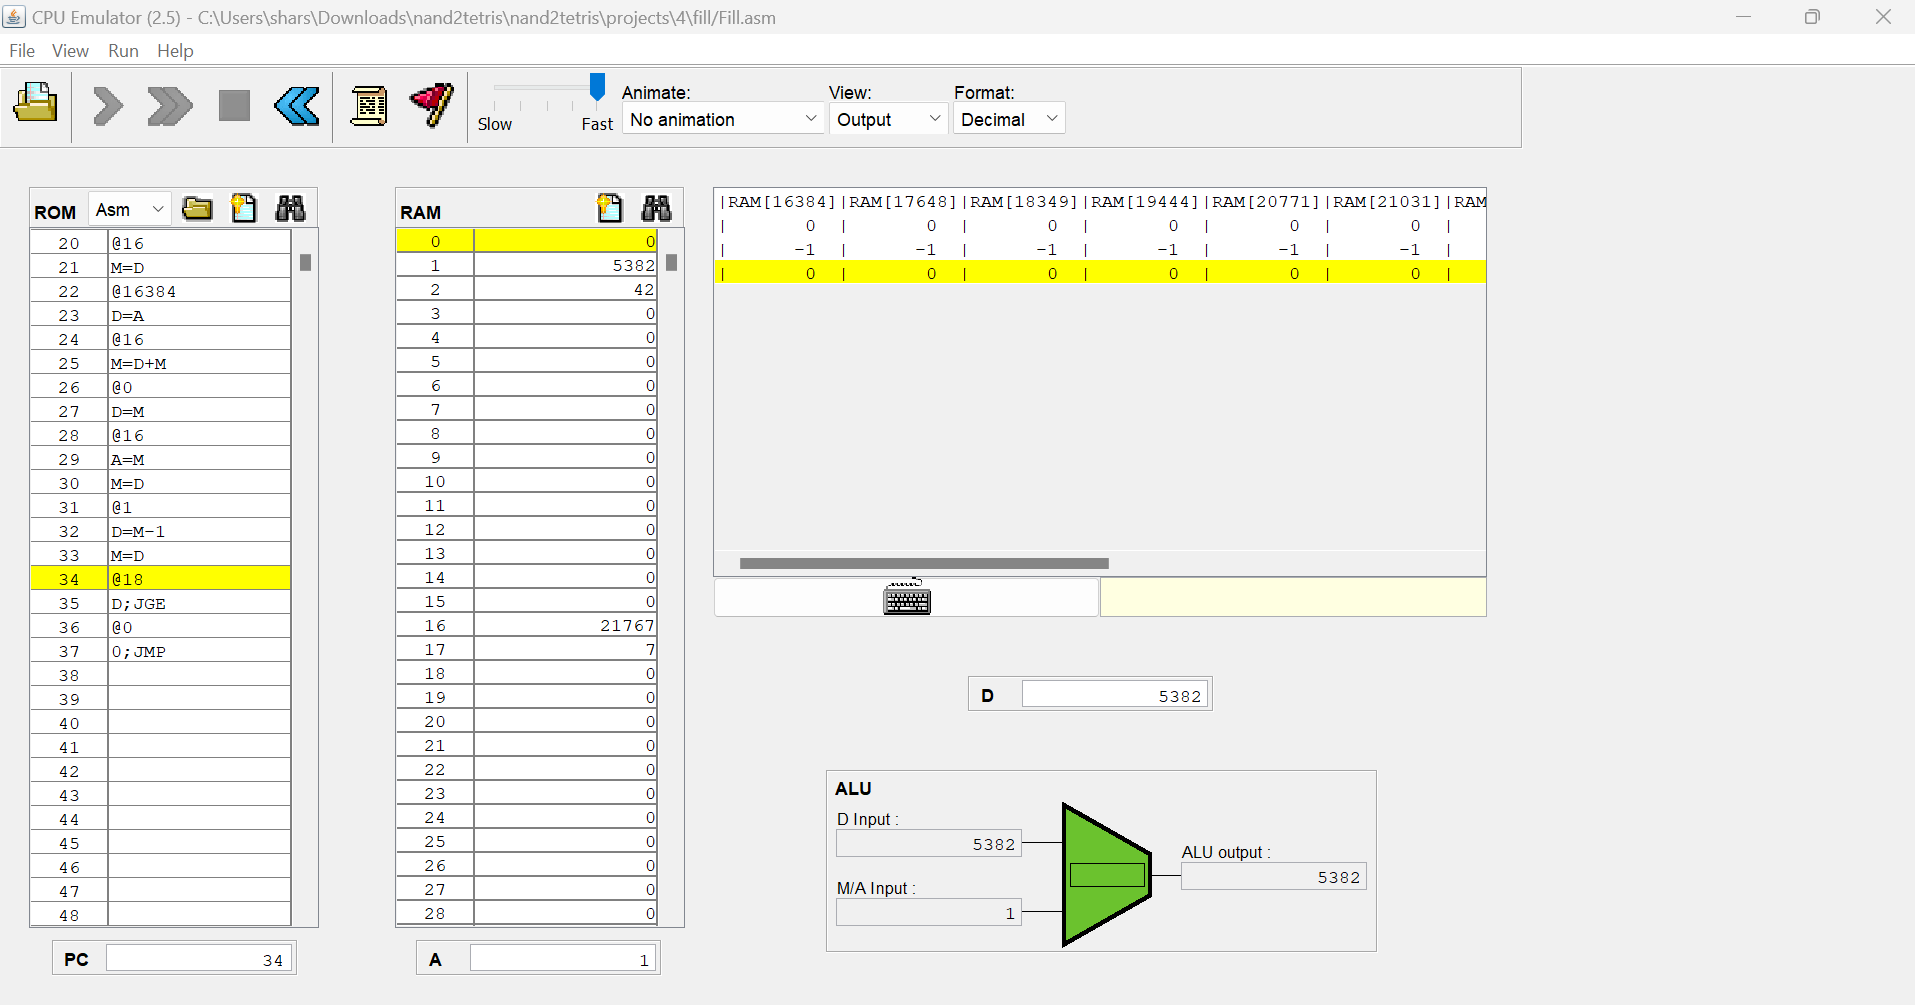 CPU Emulator (2.5) - C:\Users\shars\Downloads\nand2tetris\nand2tetris\projects\4\fill/Fill.asm
File View Run Help
Slow Fast
Animate: View: Format:
No animation Output Decimal
ROM Asm
20 @16
21 M=D
22 @16384
23 D=A
24 @16
25 M=D+M
26 @0
27 D=M
28 @16
29 A=M
30 M=D
31 @1
32 D=M-1
33 M=D
34 @18
35 D;JGE
36 @0
37 0;JMP
38
39
40
41
42
43
44
45
46
47
48
PC 34
RAM
0 0
1 5382
2 42
3 0
4 0
5 0
6 0
7 0
8 0
9 0
10 0
11 0
12 0
13 0
14 0
15 0
16 21767
17 7
18 0
19 0
20 0
21 0
22 0
23 0
24 0
25 0
26 0
27 0
28 0
A 1
|RAM[16384]|RAM[17648]|RAM[18349]|RAM[19444]|RAM[20771]|RAM[21031]|RAM
| 0 | 0 | 0 | 0 | 0 | 0 |
| -1 | -1 | -1 | -1 | -1 | -1 |
| 0 | 0 | 0 | 0 | 0 | 0 |
D 5382
ALU
D Input :
5382
M/A Input :
1
ALU output :
5382